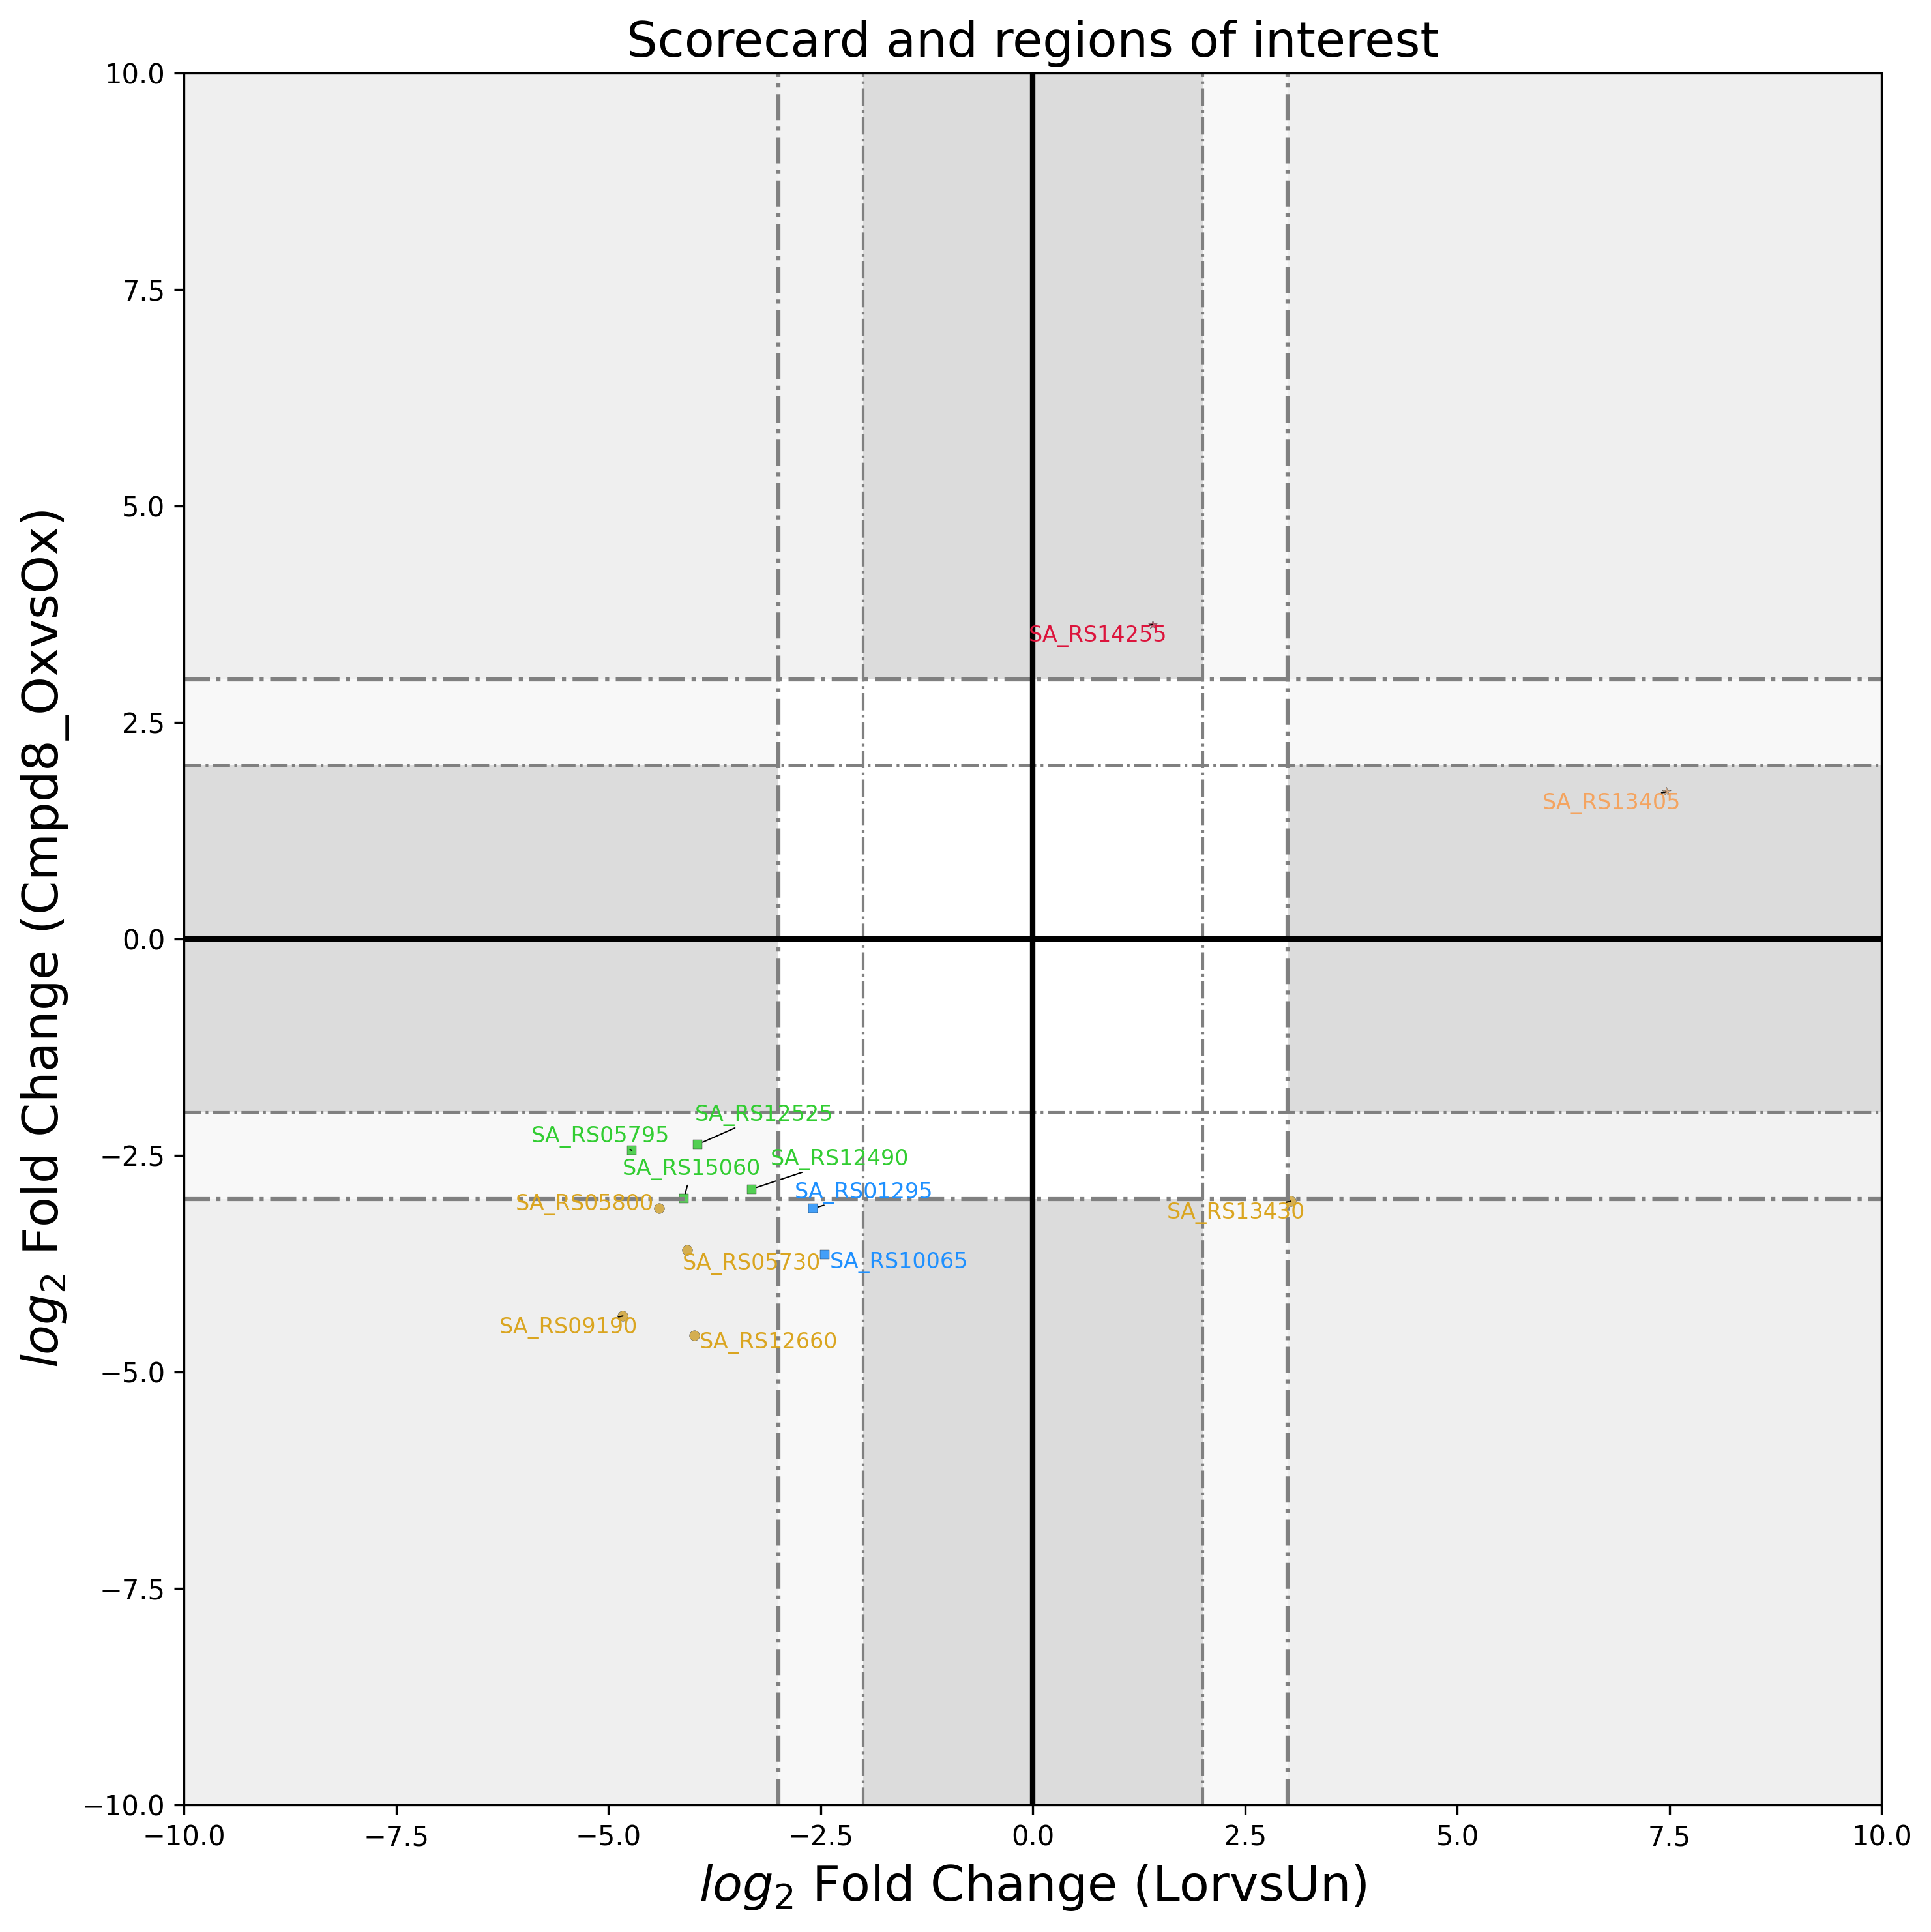 Scorecard and regions of interest
10.0
7.5
5.0
2.5
0.0
−2.5
−5.0
−7.5
−10.0
log2 Fold Change (Cmpd8_OxvsOx)
SA_RS14255
SA_RS13405
SA_RS12525
SA_RS05795
SA_RS12490
SA_RS15060
SA_RS01295
SA_RS05800
SA_RS13430
SA_RS05730
SA_RS10065
SA_RS09190
SA_RS12660
−10.0
−7.5
−5.0
−2.5
0.0
2.5
5.0
7.5
10.0
log2 Fold Change (LorvsUn)